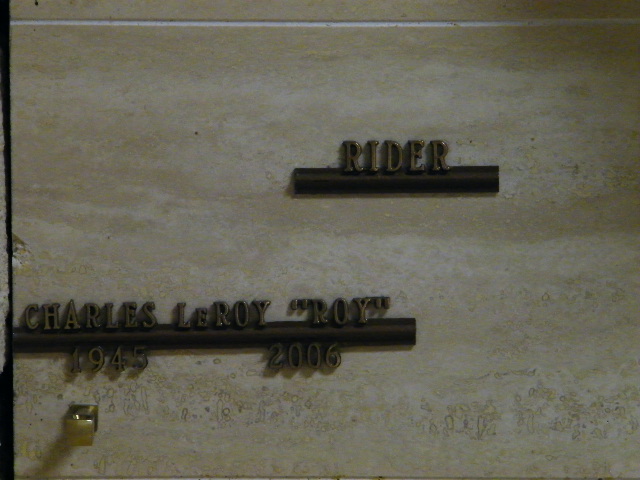 RIDER
CHARLES LeROY "ROY"
1945 2006